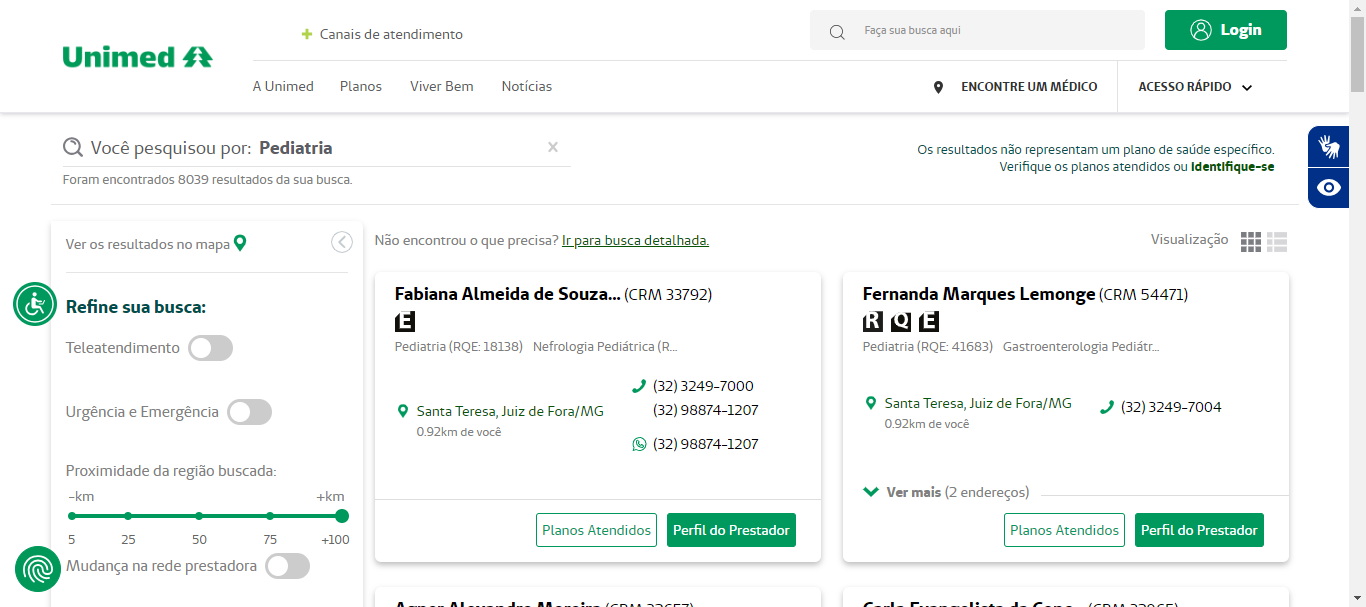 Unimed
Canais de atendimento
Faça sua busca aqui
Login
A Unimed
Planos
Viver Bem
Notícias
ENCONTRE UM MÉDICO
ACESSO RÁPIDO
Você pesquisou por: Pediatria
Foram encontrados 8039 resultados da sua busca.
Os resultados não representam um plano de saúde específico.
Verifique os planos atendidos ou Identifique-se
Ver os resultados no mapa
Refine sua busca:
Teleatendimento
Urgência e Emergência
Proximidade da região buscada:
-km +km
5 25 50 75 +100
Mudança na rede prestadora
Não encontrou o que precisa? Ir para busca detalhada.
Visualização
Fabiana Almeida de Souza... (CRM 33792)
E
Pediatria (RQE: 18138) Nefrologia Pediátrica (R...
Santa Teresa, Juiz de Fora/MG
0.92km de você
(32) 3249-7000
(32) 98874-1207
(32) 98874-1207
Planos Atendidos
Perfil do Prestador
Fernanda Marques Lemonge (CRM 54471)
R Q E
Pediatria (RQE: 41683) Gastroenterologia Pediátr...
Santa Teresa, Juiz de Fora/MG
0.92km de você
(32) 3249-7004
Ver mais (2 endereços)
Planos Atendidos
Perfil do Prestador